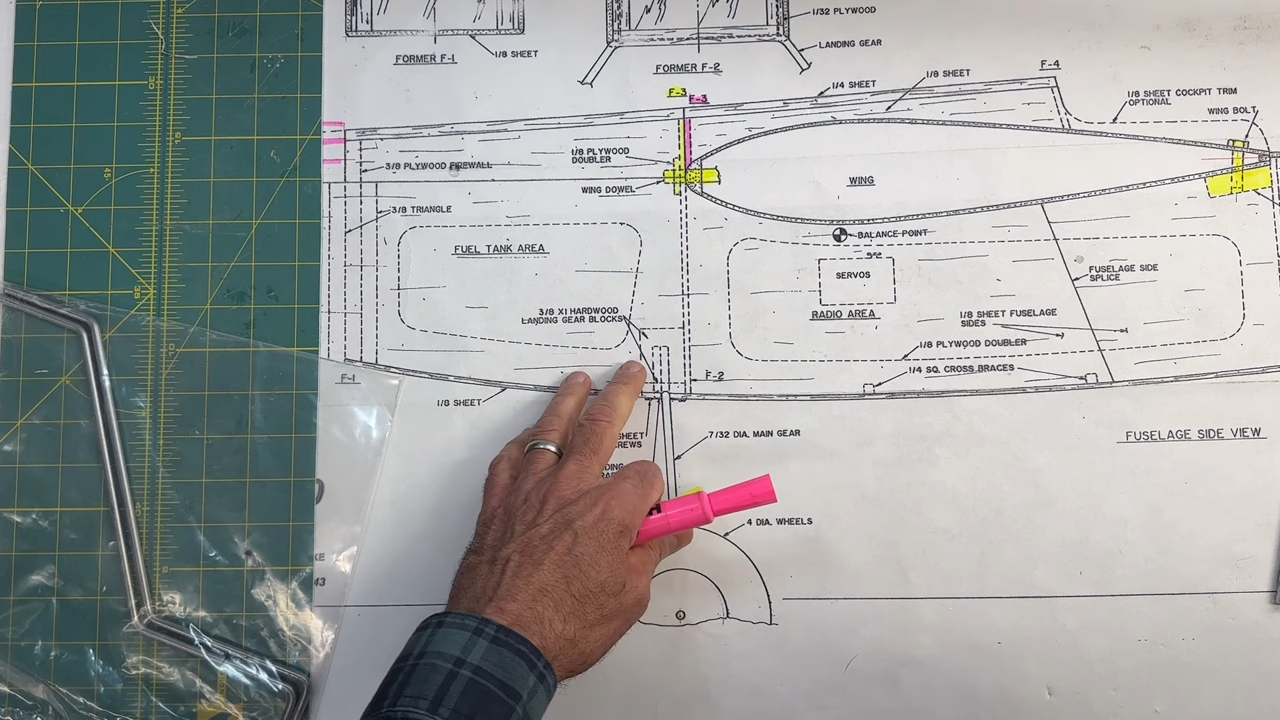 1/32 PLYWOOD
LANDING GEAR
1/8 SHEET
FORMER F-1
FORMER F-2
F-4
1/8 SHEET
1/4 SHEET
1/8 SHEET COCKPIT TRIM
OPTIONAL
WING BOLT
F-3
F-3
1/8 PLYWOOD
DOUBLER
3/8 PLYWOOD FIREWALL
WING DOWEL
WING
3/8 TRIANGLE
FUEL TANK AREA
BALANCE POINT
SERVOS
RADIO AREA
FUSELAGE SIDE
SPLICE
3/8 X1 HARDWOOD
LANDING GEAR BLOCKS
1/8 SHEET FUSELAGE
SIDES
1/8 PLYWOOD DOUBLER
1/4 SQ. CROSS BRACES
F-1
F-2
1/8 SHEET
SHEET
7/32 DIA. MAIN GEAR
FUSELAGE SIDE VIEW
4 DIA. WHEELS
43